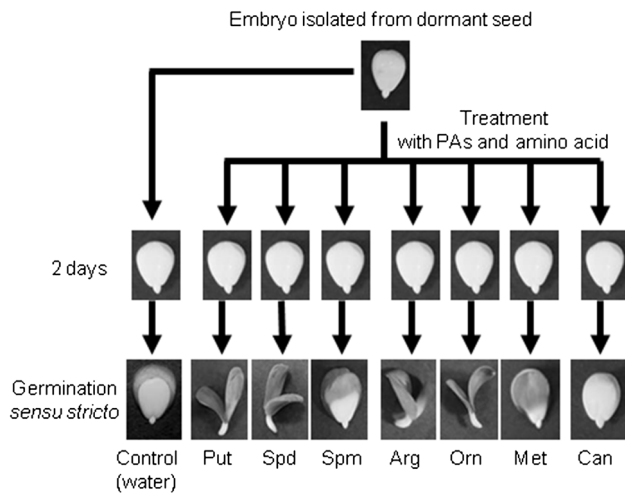 Embryo isolated from dormant seed
Treatment
with PAs and amino acid
2 days
Germination
sensu stricto
Control Put Spd Spm Arg Orn Met Can
(water)